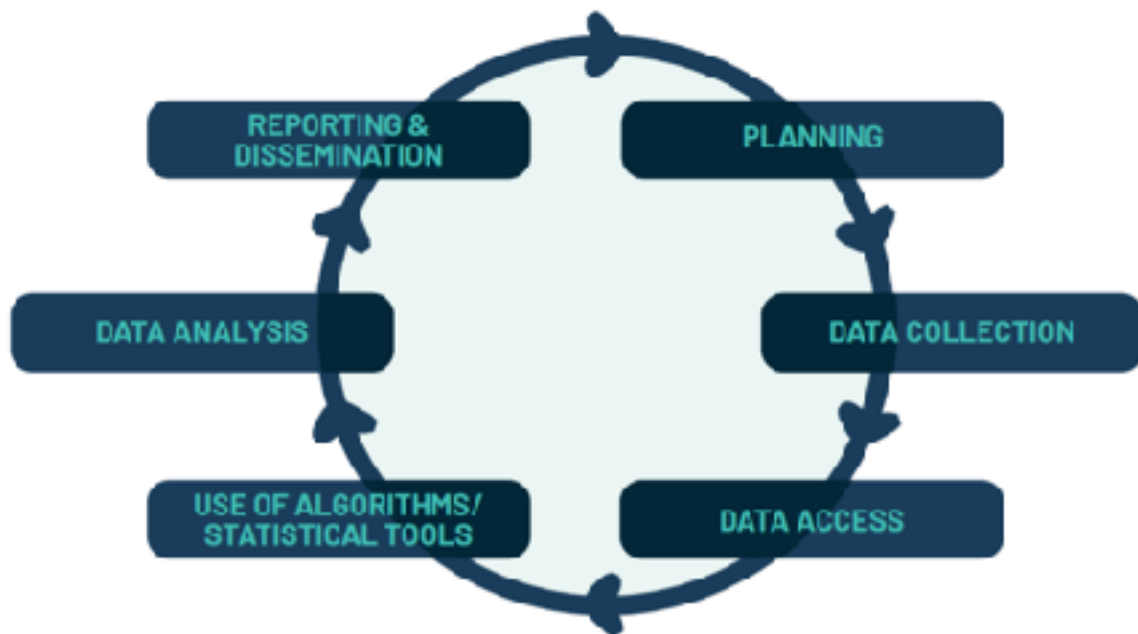 REPORTING &
DISSEMINATION
PLANNING
DATA ANALYSIS
DATA COLLECTION
USE OF ALGORITHMS/
STATISTICAL TOOLS
DATA ACCESS